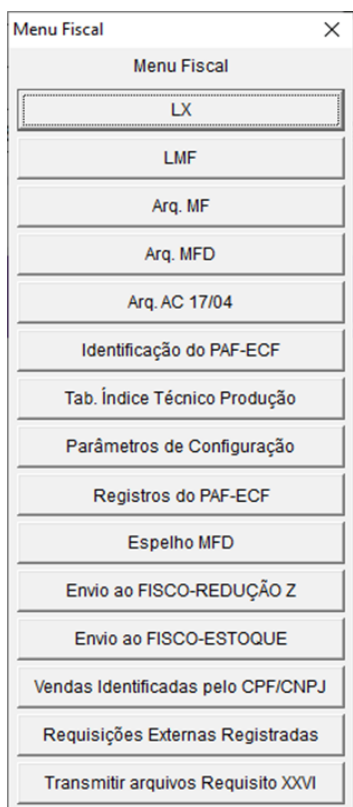 Menu Fiscal
Menu Fiscal
LX
LMF
Arq. MF
Arq. MFD
Arq. AC 17/04
Identificação do PAF-ECF
Tab. Índice Técnico Produção
Parâmetros de Configuração
Registros do PAF-ECF
Espelho MFD
Envio ao FISCO-REDUÇÃO Z
Envio ao FISCO-ESTOQUE
Vendas Identificadas pelo CPF/CNPJ
Requisições Externas Registradas
Transmitir arquivos Requisito XXVI